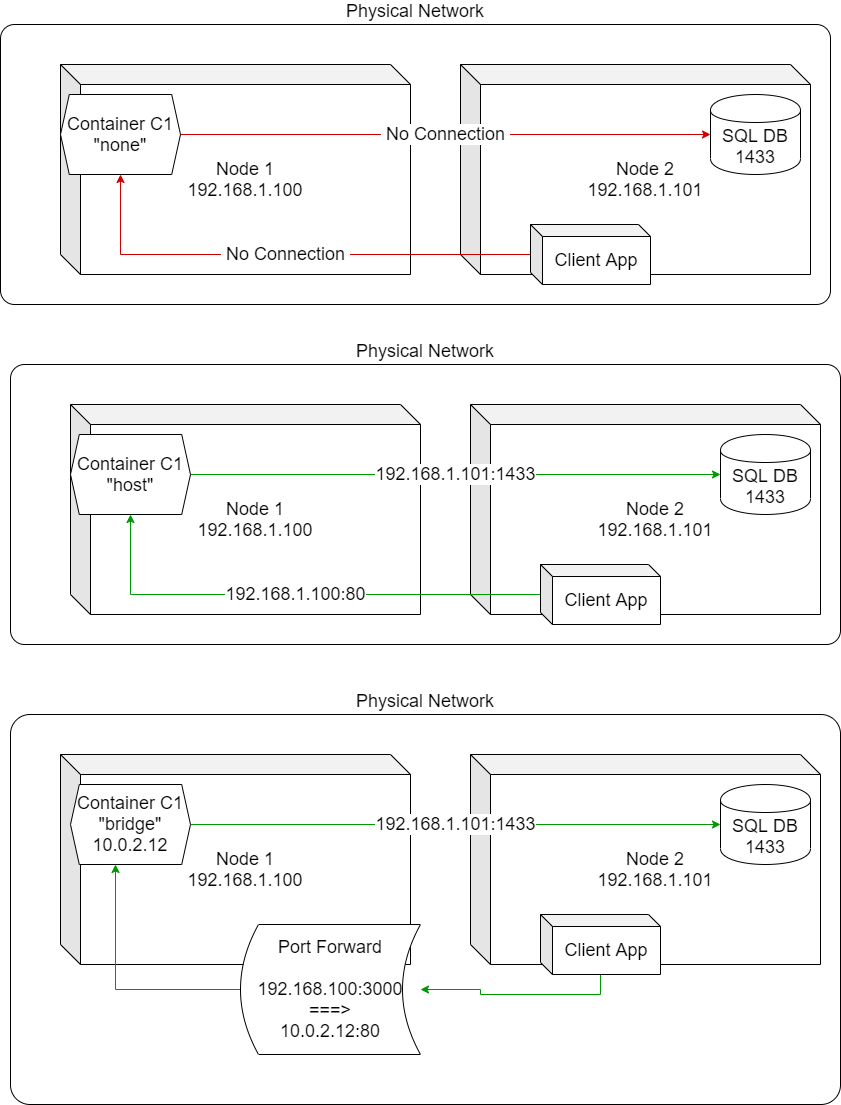 Physical Network
Container C1
"none"
No Connection
SQL DB
1433
Node 1
192.168.1.100
Node 2
192.168.1.101
No Connection
Client App
Physical Network
Container C1
"host"
192.168.1.101:1433
SQL DB
1433
Node 1
192.168.1.100
Node 2
192.168.1.101
192.168.1.100:80
Client App
Physical Network
Container C1
"bridge"
10.0.2.12
192.168.1.101:1433
SQL DB
1433
Node 1
192.168.1.100
Node 2
192.168.1.101
Port Forward
192.168.100:3000
===>
10.0.2.12:80
Client App